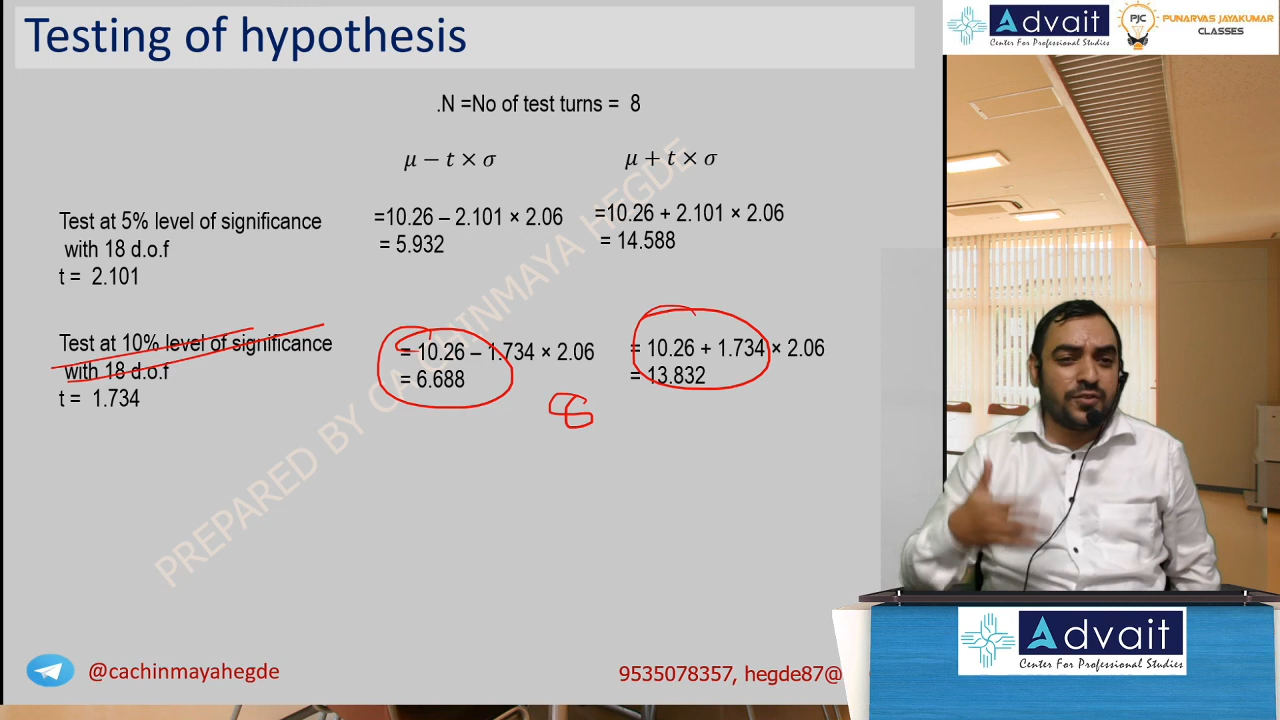 Testing of hypothesis
.N =No of test turns = 8
μ − t × σ
μ + t × σ
Test at 5% level of significance
with 18 d.o.f
t = 2.101
=10.26 – 2.101 × 2.06
= 5.932
=10.26 + 2.101 × 2.06
= 14.588
Test at 10% level of significance
with 18 d.o.f
t = 1.734
= 10.26 – 1.734 × 2.06
= 6.688
= 10.26 + 1.734 × 2.06
= 13.832
8
PREPARED BY CA CHINMAYA HEGDE
@cachinmayahegde
9535078357, hegde87@
Advait
Center For Professional Studies
PJC
PUNARVAS JAYAKUMAR
CLASSES
Advait
Center For Professional Studies